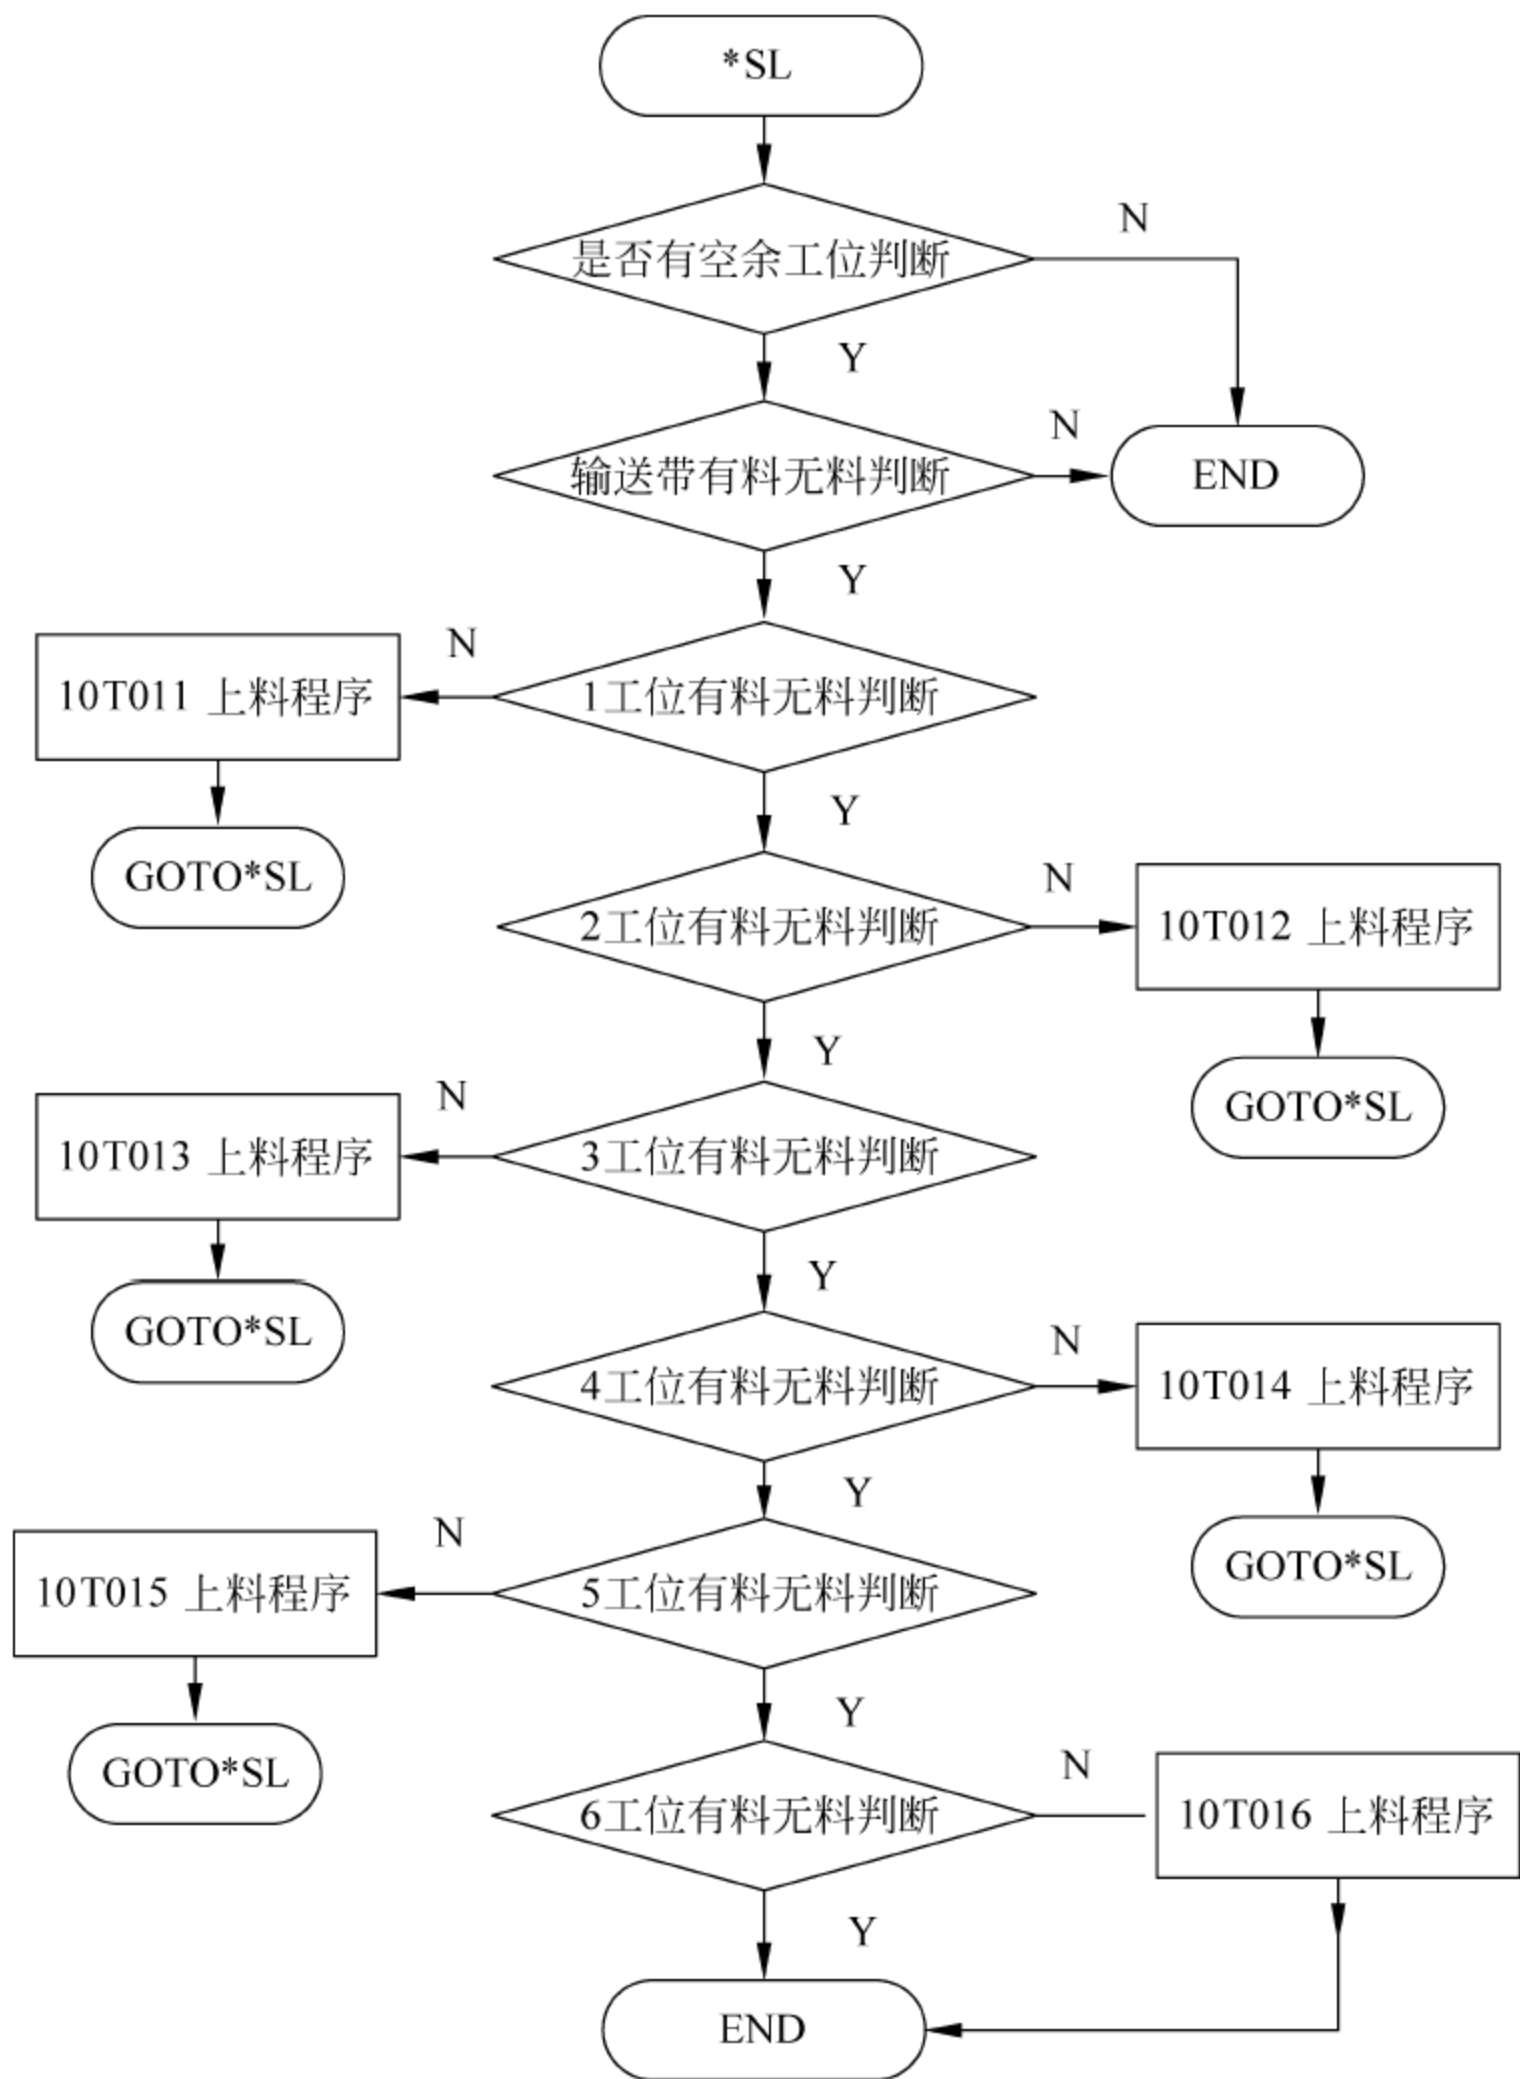 *SL
是否有空余工位判断
N
Y
输送带有料无料判断
N
END
Y
1工位有料无料判断
N
10T011 上料程序
GOTO*SL
Y
2工位有料无料判断
N
10T012 上料程序
GOTO*SL
Y
3工位有料无料判断
N
10T013 上料程序
GOTO*SL
Y
4工位有料无料判断
N
10T014 上料程序
GOTO*SL
Y
5工位有料无料判断
N
10T015 上料程序
GOTO*SL
Y
6工位有料无料判断
N
10T016 上料程序
Y
END